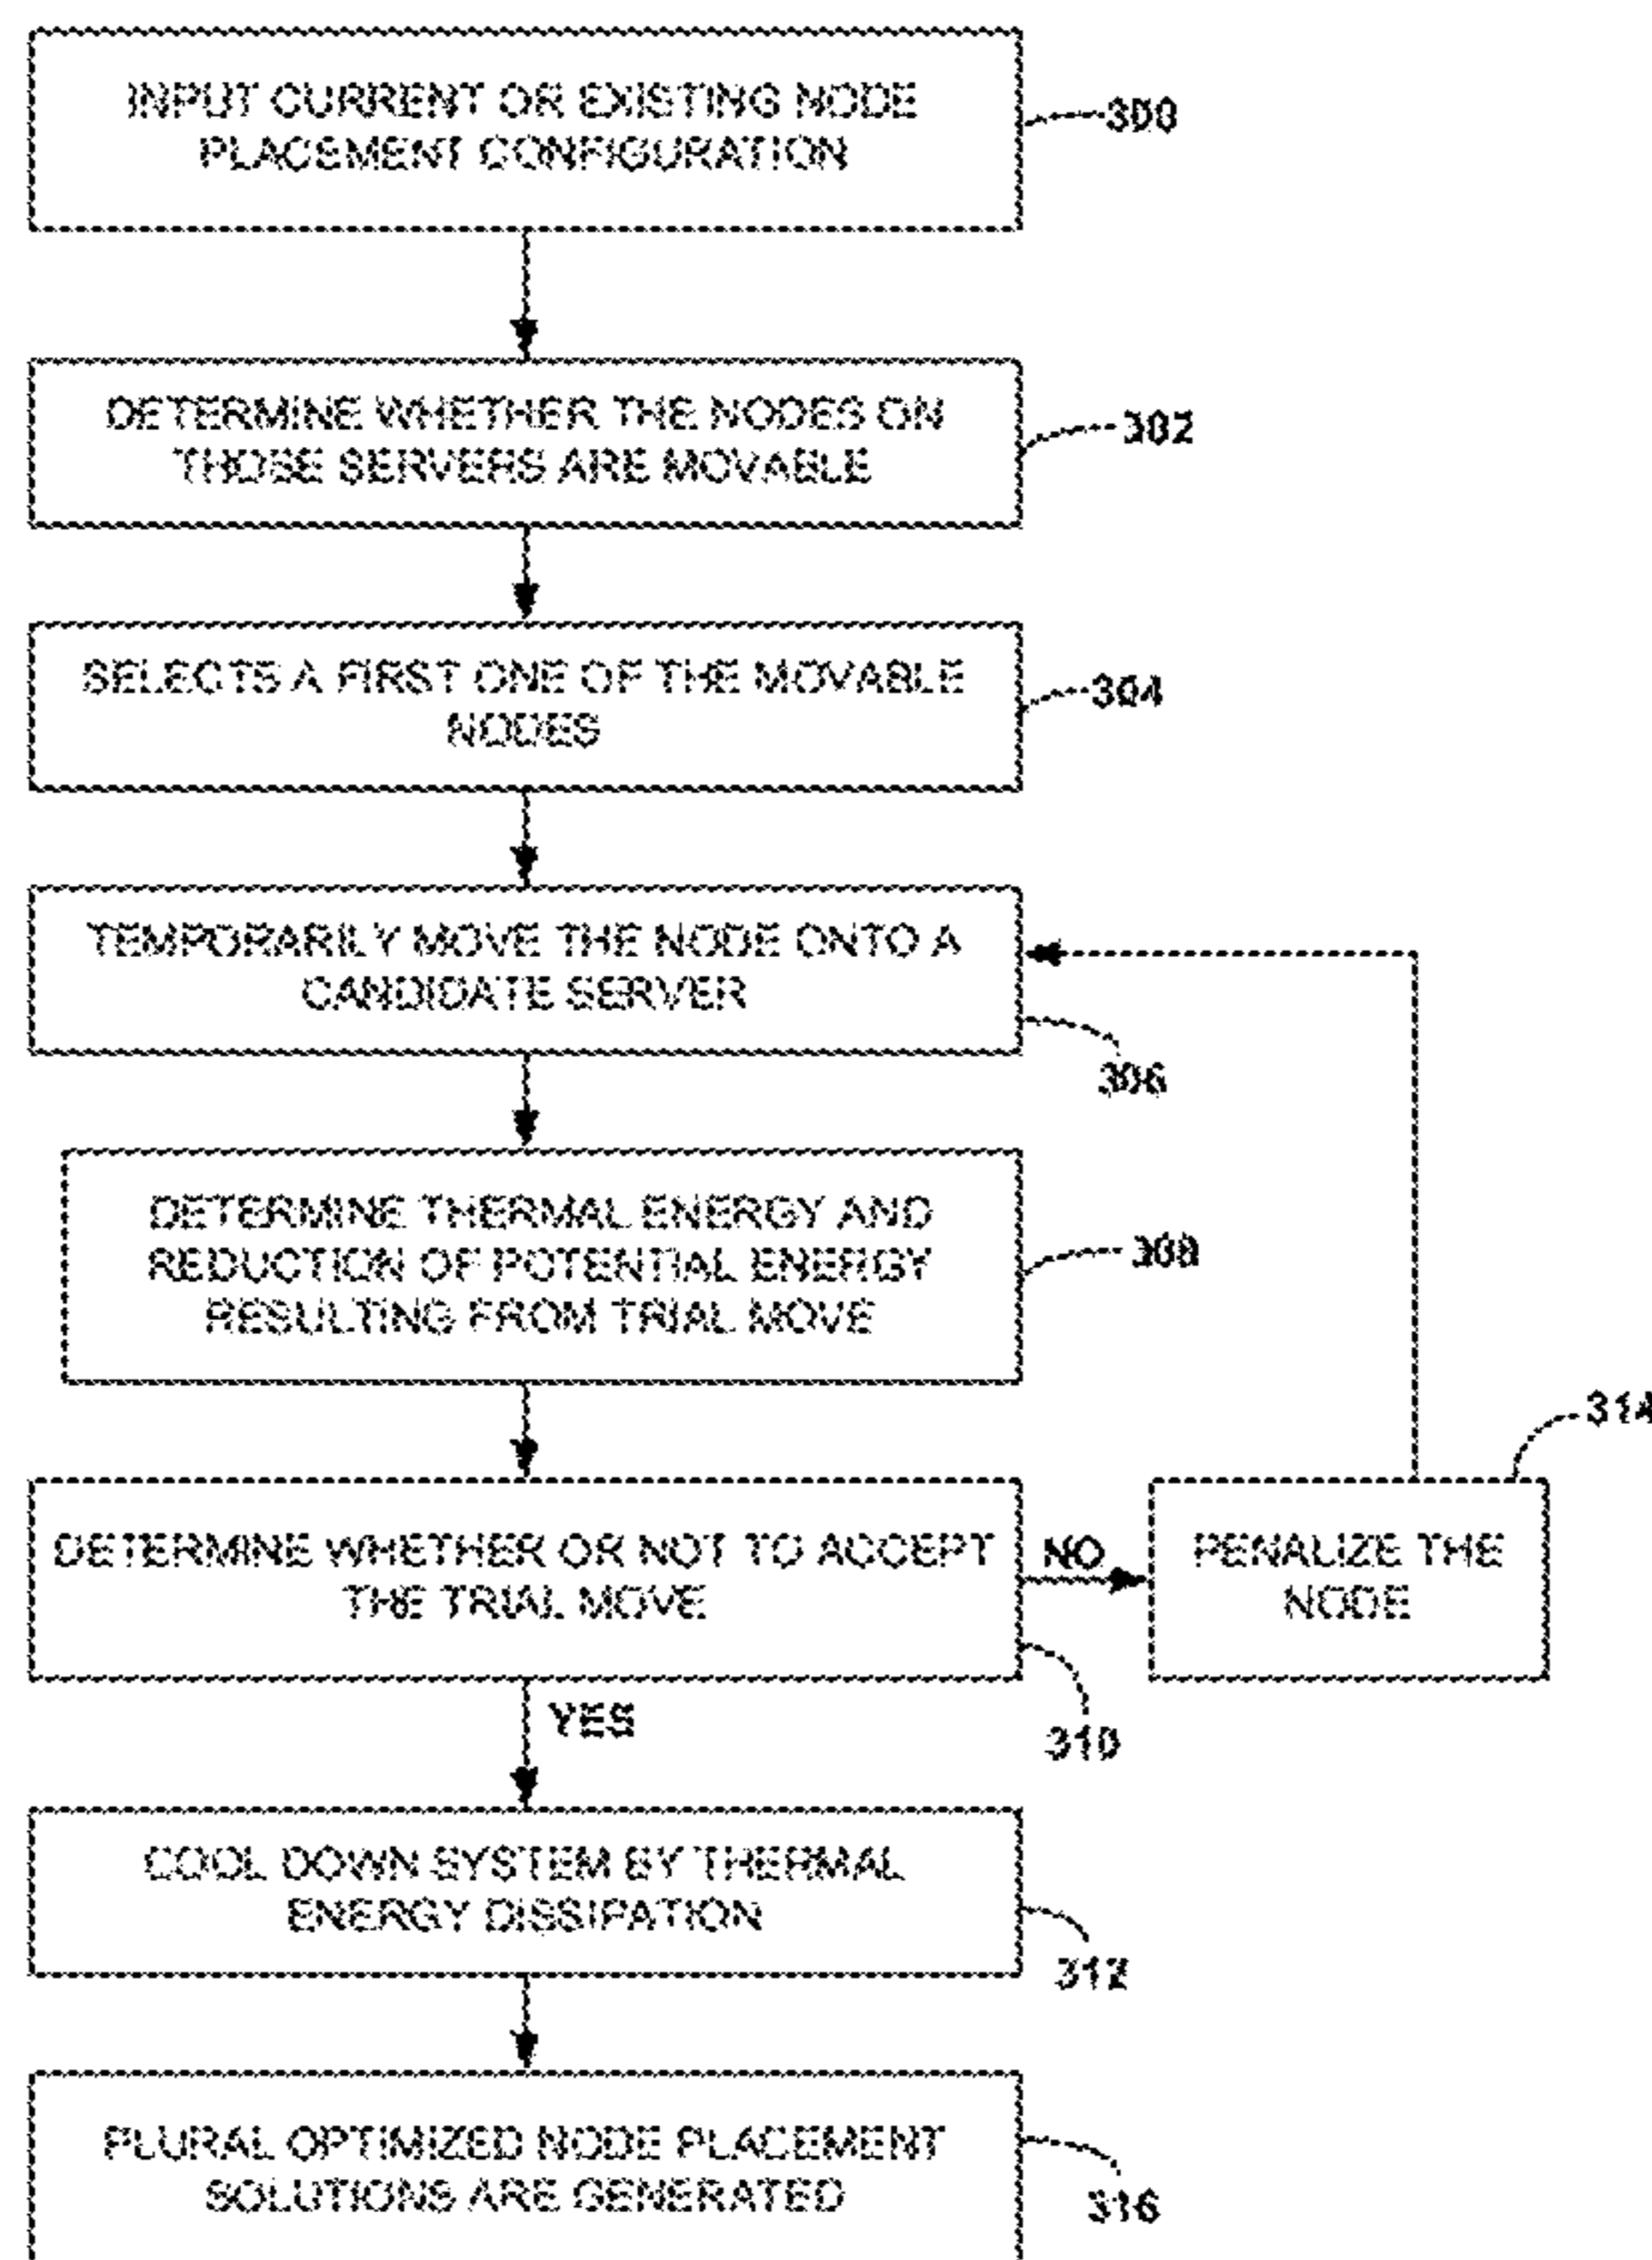 INPUT CURRENT OR EXISTING NODE
PLACEMENT CONFIGURATION
300
DETERMINE WHETHER THE NODES ON
THOSE SERVERS ARE MOVABLE
302
SELECTS A FIRST ONE OF THE MOVABLE
NODES
304
TEMPORARILY MOVE THE NODE ONTO A
CANDIDATE SERVER
306
DETERMINE THERMAL ENERGY AND
REDUCTION OF POTENTIAL ENERGY
RESULTING FROM TRIAL MOVE
308
DETERMINE WHETHER OR NOT TO ACCEPT
THE TRIAL MOVE
310
NO
PENALIZE THE
NODE
314
YES
COOL DOWN SYSTEM BY THERMAL
ENERGY DISSIPATION
312
PLURAL OPTIMIZED NODE PLACEMENT
SOLUTIONS ARE GENERATED
316